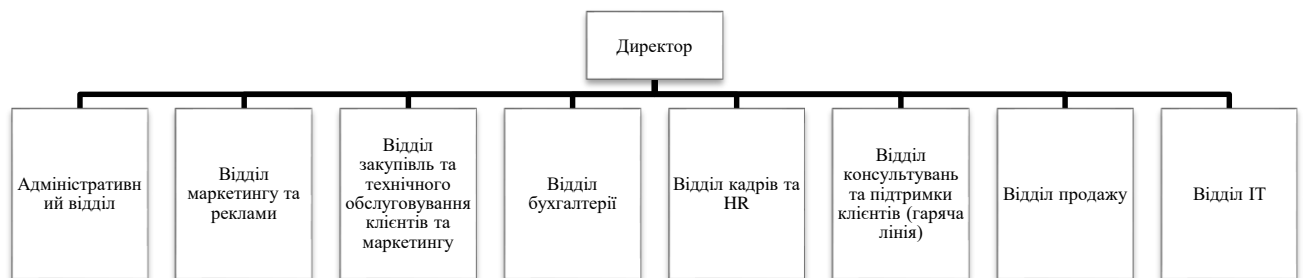 Директор
Адміністративн
ий відділ
Відділ
маркетингу та
реклами
Відділ
закупівль та
технічного
обслуговування
клієнтів та
маркетингу
Відділ
бухгалтерії
Відділ кадрів та
HR
Відділ
консультувань
та підтримки
клієнтів (гаряча
лінія)
Відділ продажу
Відділ ІТ